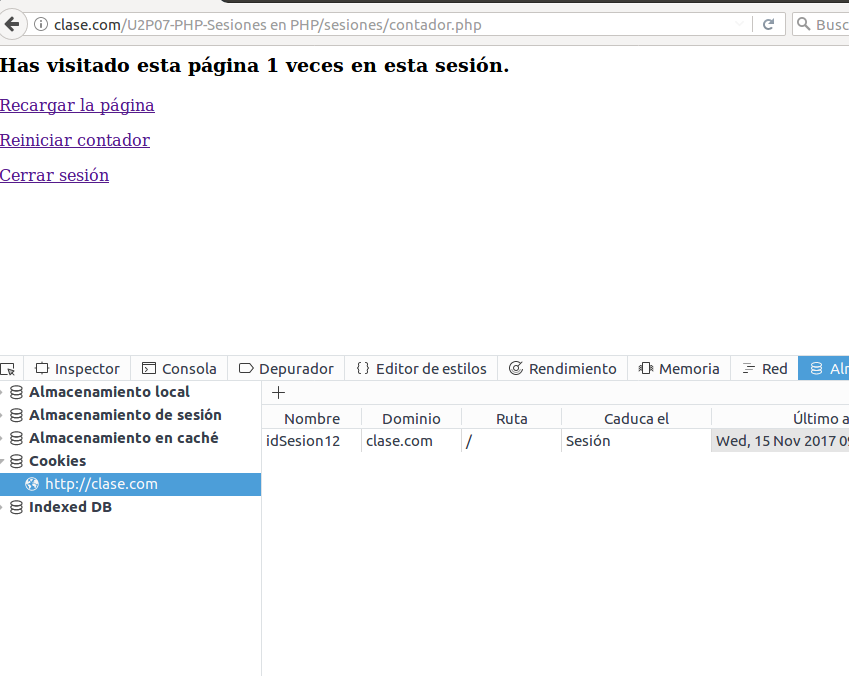 clase.com/U2P07-PHP-Sesiones en PHP/sesiones/contador.php Busc
Has visitado esta página 1 veces en esta sesión.
Recargar la página
Reiniciar contador
Cerrar sesión
Inspector Consola Depurador Editor de estilos Rendimiento Memoria Red Alm
Almacenamiento local
Almacenamiento de sesión
Almacenamiento en caché
Cookies
http://clase.com
Indexed DB
Nombre Dominio Ruta Caduca el Último a
idSesion12 clase.com / Sesión Wed, 15 Nov 2017 09